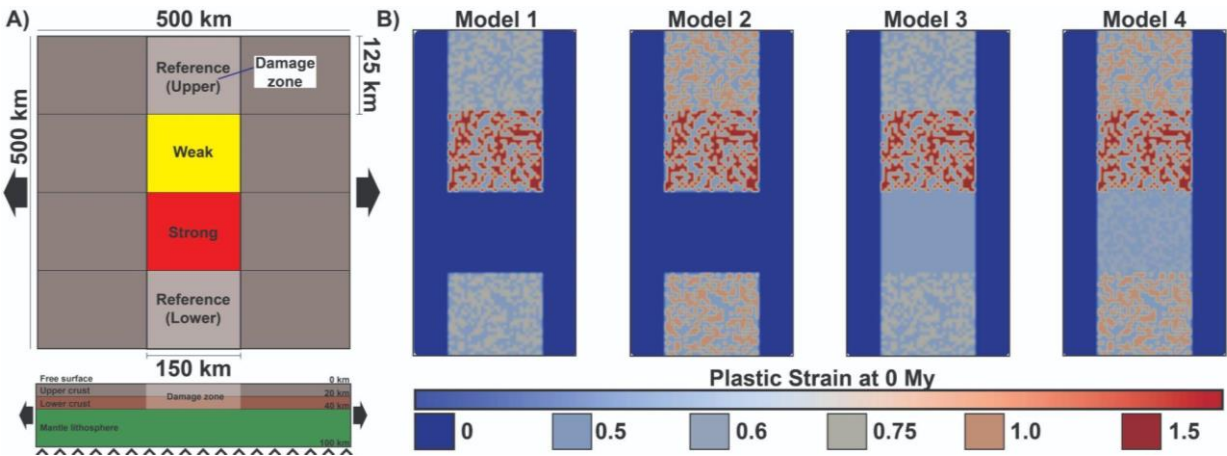 A)
500 km
500 km
125 km
Reference
(Upper)
Damage
zone
Weak
Strong
Reference
(Lower)
150 km
Free surface
0 km
Upper crust
20 km
Damage zone
Lower crust
40 km
Mantle lithosphere
100 km
B)
Model 1
Model 2
Model 3
Model 4
Plastic Strain at 0 My
0
0.5
0.6
0.75
1.0
1.5